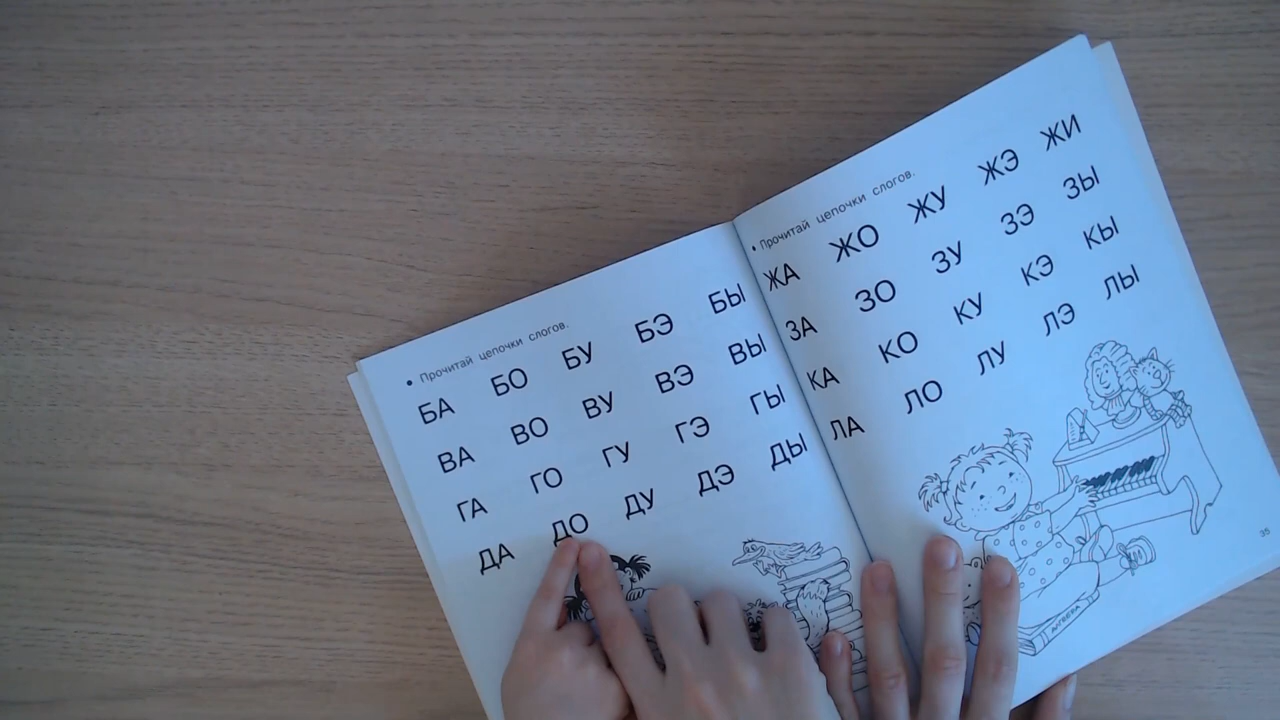 • Прочитай цепочки слогов.
БА БО БУ БЭ БЫ
ВА ВО ВУ ВЭ ВЫ
ГА ГО ГУ ГЭ ГЫ
ДА ДО ДУ ДЭ ДЫ
• Прочитай цепочки слогов.
ЖА ЖО ЖУ ЖЭ ЖИ
ЗА ЗО ЗУ ЗЭ ЗЫ
КА КО КУ КЭ КЫ
ЛА ЛО ЛУ ЛЭ ЛЫ
АЛГЕБРА
35